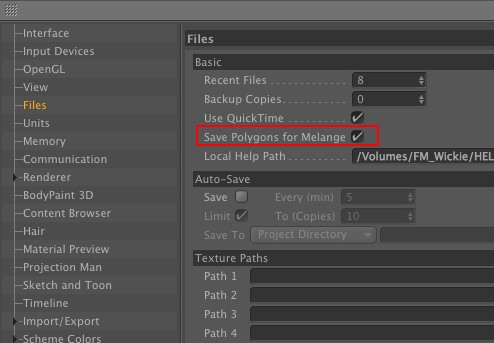 Interface
Input Devices
OpenGL
View
Files
Units
Memory
Communication
Renderer
BodyPaint 3D
Content Browser
Hair
Material Preview
Projection Man
Sketch and Toon
Timeline
Import/Export
Scheme Colors
Files
Basic
Recent Files . . . . . . . . . . . . 8
Backup Copies. . . . . . . . . . 0
Use QuickTime . . . . . . . . .
Save Polygons for Melange
Local Help Path . . . . . . . . . /Volumes/FM_Wickie/HEL
Auto-Save
Save Every (min) 5
Limit To (Copies) 10
Save To Project Directory
Texture Paths
Path 1
Path 2
Path 3
Path 4